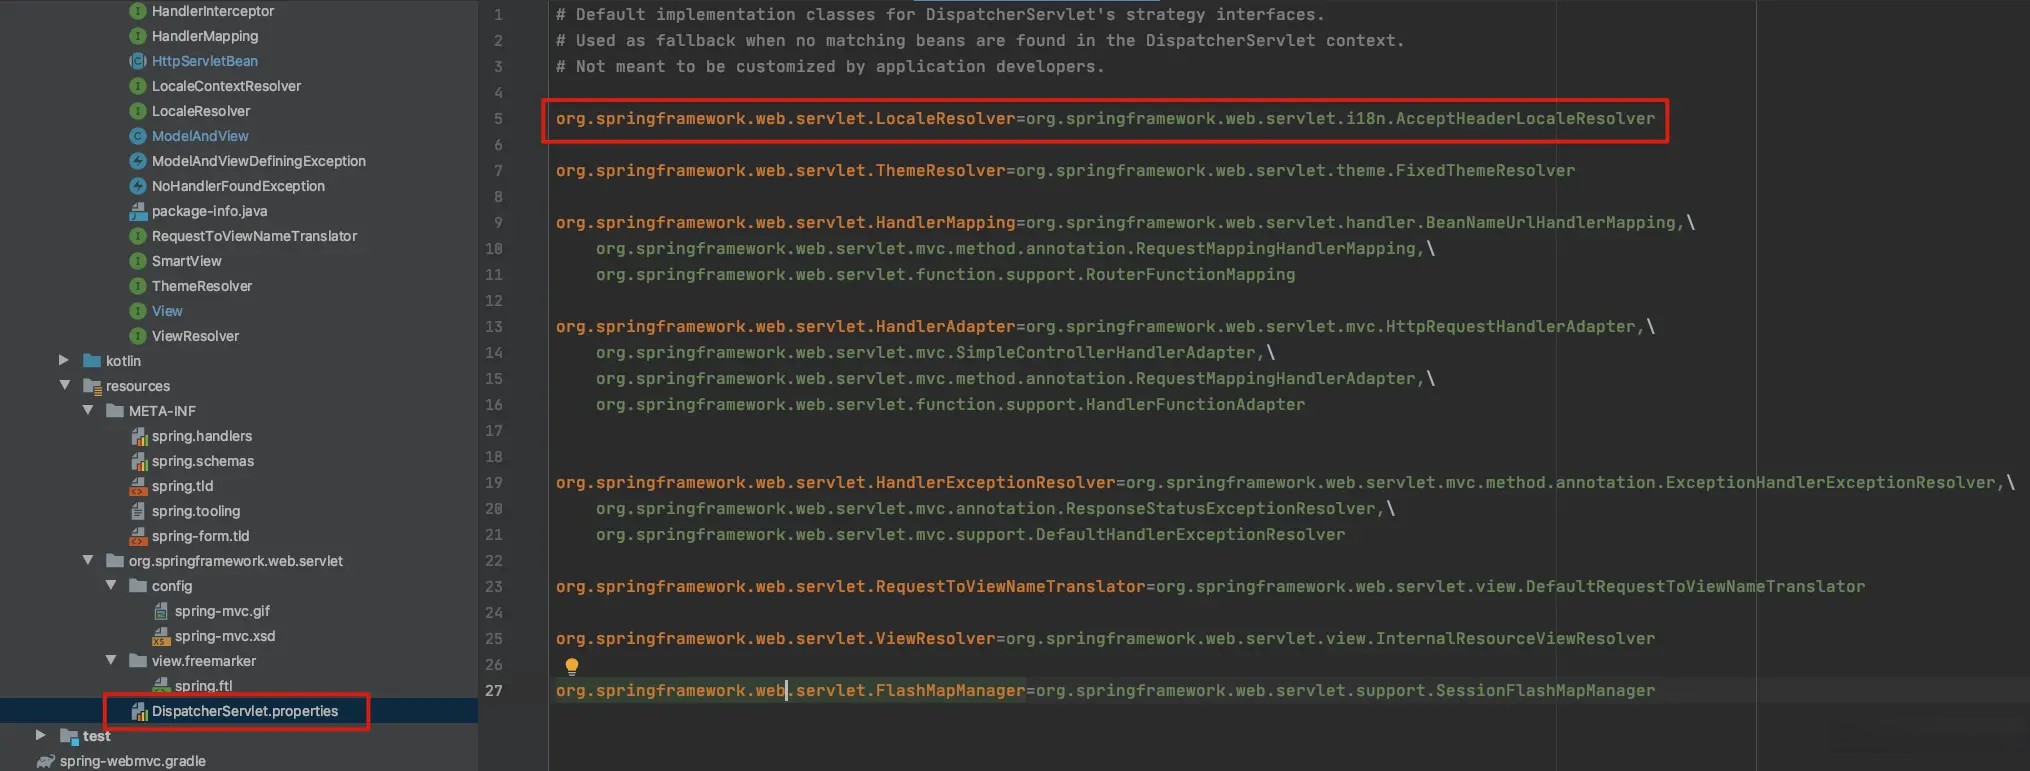 HandlerInterceptor
HandlerMapping
HttpServletBean
LocaleContextResolver
LocaleResolver
ModelAndView
ModelAndViewDefiningException
NoHandlerFoundException
package-info.java
RequestToViewNameTranslator
SmartView
ThemeResolver
View
ViewResolver
kotlin
resources
META-INF
spring.handlers
spring.schemas
spring.tld
spring.tooling
spring-form.tld
org.springframework.web.servlet
config
spring-mvc.gif
spring-mvc.xsd
view.freemarker
spring.ftl
DispatcherServlet.properties
test
spring-webmvc.gradle
1 # Default implementation classes for DispatcherServlet's strategy interfaces.
2 # Used as fallback when no matching beans are found in the DispatcherServlet context.
3 # Not meant to be customized by application developers.
4
5 org.springframework.web.servlet.LocaleResolver=org.springframework.web.servlet.i18n.AcceptHeaderLocaleResolver
6
7 org.springframework.web.servlet.ThemeResolver=org.springframework.web.servlet.theme.FixedThemeResolver
8
9 org.springframework.web.servlet.HandlerMapping=org.springframework.web.servlet.handler.BeanNameUrlHandlerMapping,\
10     org.springframework.web.servlet.mvc.method.annotation.RequestMappingHandlerMapping,\
11     org.springframework.web.servlet.function.support.RouterFunctionMapping
12
13 org.springframework.web.servlet.HandlerAdapter=org.springframework.web.servlet.mvc.HttpRequestHandlerAdapter,\
14     org.springframework.web.servlet.mvc.SimpleControllerHandlerAdapter,\
15     org.springframework.web.servlet.mvc.method.annotation.RequestMappingHandlerAdapter,\
16     org.springframework.web.servlet.function.support.HandlerFunctionAdapter
17
18
19 org.springframework.web.servlet.HandlerExceptionResolver=org.springframework.web.servlet.mvc.method.annotation.ExceptionHandlerExceptionResolver,\
20     org.springframework.web.servlet.mvc.annotation.ResponseStatusExceptionResolver,\
21     org.springframework.web.servlet.mvc.support.DefaultHandlerExceptionResolver
22
23 org.springframework.web.servlet.RequestToViewNameTranslator=org.springframework.web.servlet.view.DefaultRequestToViewNameTranslator
24
25 org.springframework.web.servlet.ViewResolver=org.springframework.web.servlet.view.InternalResourceViewResolver
26
27 org.springframework.web.servlet.FlashMapManager=org.springframework.web.servlet.support.SessionFlashMapManager